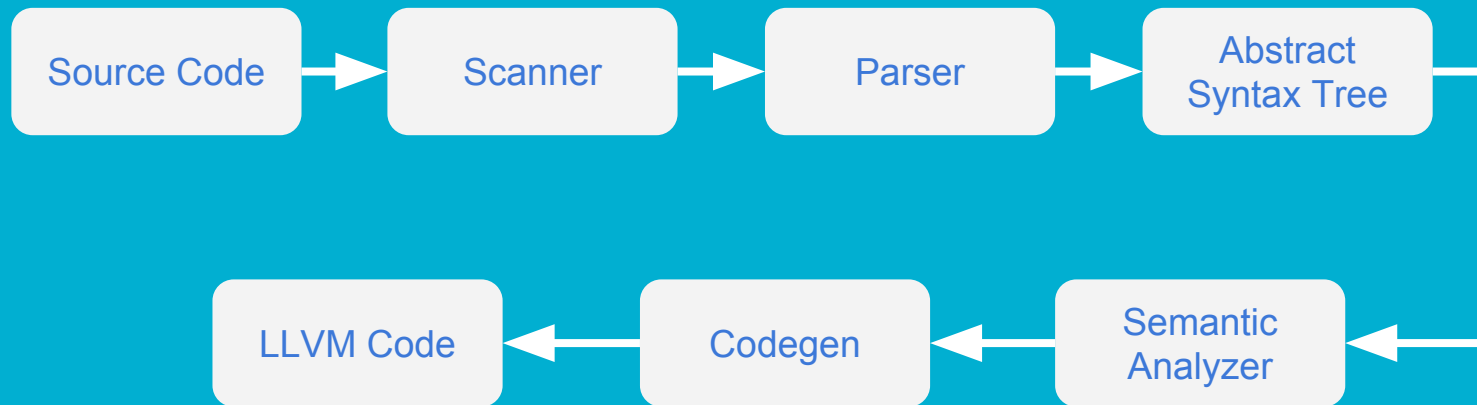 Source Code
Scanner
Parser
Abstract
Syntax Tree
LLVM Code
Codegen
Semantic
Analyzer